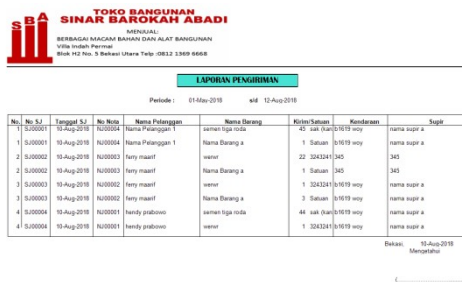 SBA
TOKO BANGUNAN
SINAR BAROKAH ABADI
MENJUAL:
BERBAGAI MACAM BAHAN DAN ALAT BANGUNAN
Villa Indah Permai
Blok H2 No. 5 Bekasi Utara Telp :0812 1369 6668
LAPORAN PENGIRIMAN
Periode : 01-May-2018 s/d 12-Aug-2018
No. No SJ Tanggal SJ No Nota Nama Pelanggan Nama Barang Kirim/Satuan Kendaraan Supir
1 SJ00001 10-Aug-2018 NJ00004 Nama Pelanggan 1 semen tiga roda 45 sak (kan b1619 woy nama supir a
1 SJ00001 10-Aug-2018 NJ00004 Nama Pelanggan 1 Nama Barang a 1 Satuan b1619 woy nama supir a
2 SJ00002 10-Aug-2018 NJ00003 ferry maarif werwr 22 3243241 345 345
2 SJ00002 10-Aug-2018 NJ00003 ferry maarif Nama Barang a 1 Satuan 345 345
3 SJ00003 10-Aug-2018 NJ00002 ferry maarif werwr 1 3243241 b1619 woy nama supir a
3 SJ00003 10-Aug-2018 NJ00002 ferry maarif Nama Barang a 3 Satuan b1619 woy nama supir a
4 SJ00004 10-Aug-2018 NJ00001 hendy prabowo semen tiga roda 44 sak (kan b1619 woy nama supir a
4 SJ00004 10-Aug-2018 NJ00001 hendy prabowo werwr 1 3243241 b1619 woy nama supir a
Bekasi, 10-Aug-2018
Mengetahui